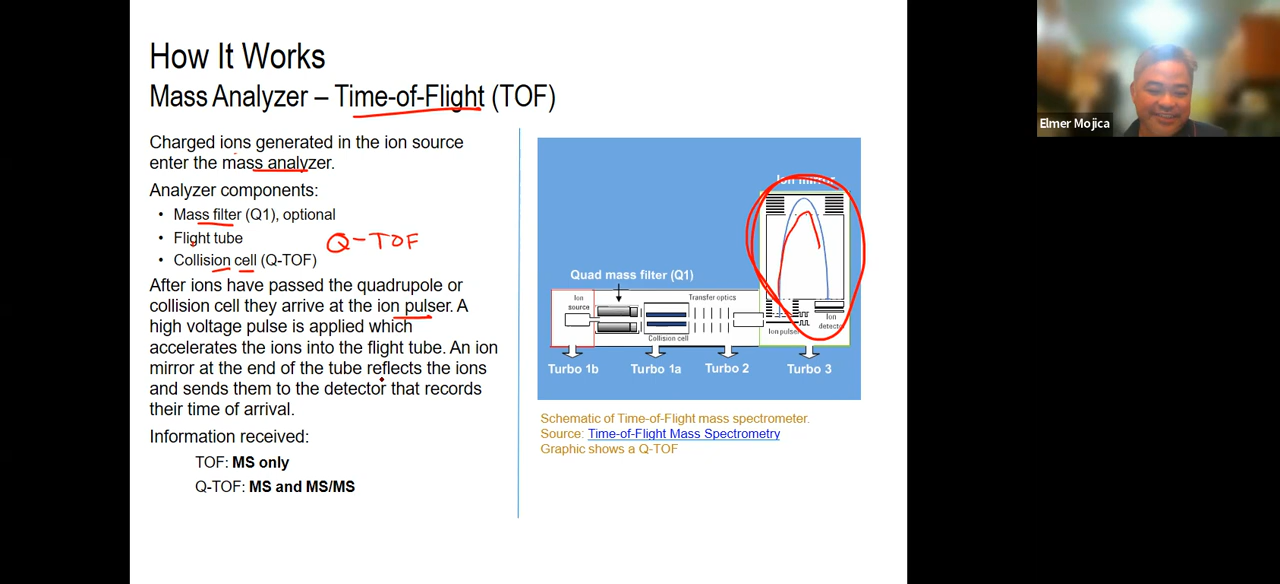 How It Works
Mass Analyzer – Time-of-Flight (TOF)
Charged ions generated in the ion source
enter the mass analyzer.
Analyzer components:
• Mass filter (Q1), optional
• Flight tube
• Collision cell (Q-TOF)
Q-TOF
After ions have passed the quadrupole or
collision cell they arrive at the ion pulser. A
high voltage pulse is applied which
accelerates the ions into the flight tube. An ion
mirror at the end of the tube reflects the ions
and sends them to the detector that records
their time of arrival.
Information received:
TOF: MS only
Q-TOF: MS and MS/MS
Ion mirror
Quad mass filter (Q1)
Ion
source
Transfer optics
Collision cell
Ion pulser
Ion
detector
Turbo 1b
Turbo 1a
Turbo 2
Turbo 3
Schematic of Time-of-Flight mass spectrometer.
Source: Time-of-Flight Mass Spectrometry
Graphic shows a Q-TOF
Elmer Mojica